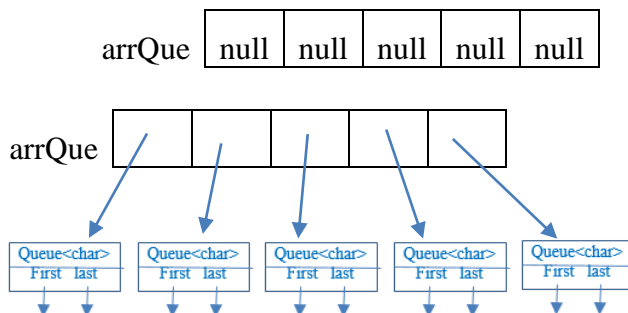 arrQue null null null null null
arrQue
Queue<char> Queue<char> Queue<char> Queue<char> Queue<char>
First last First last First last First last First last